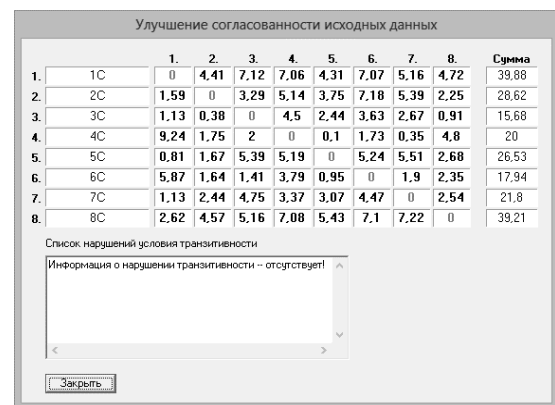 Улучшение согласованности исходных данных
1. 2. 3. 4. 5. 6. 7. 8. Сумма
1. 1С 0 4,41 7,12 7,06 4,31 7,07 5,16 4,72 39,88
2. 2С 1,59 0 3,29 5,14 3,75 7,18 5,39 2,25 28,62
3. 3С 1,13 0,38 0 4,5 2,44 3,63 2,67 0,91 15,68
4. 4С 9,24 1,75 2 0 0,1 1,73 0,35 4,8 20
5. 5С 0,81 1,67 5,39 5,19 0 5,24 5,51 2,68 26,53
6. 6С 5,87 1,64 1,41 3,79 0,95 0 1,9 2,35 17,94
7. 7С 1,13 2,44 4,75 3,37 3,07 4,47 0 2,54 21,8
8. 8С 2,62 4,57 5,16 7,08 5,43 7,1 7,22 0 39,21
Список нарушений условия транзитивности
Информация о нарушении транзитивности -- отсутствует!
Закрыть